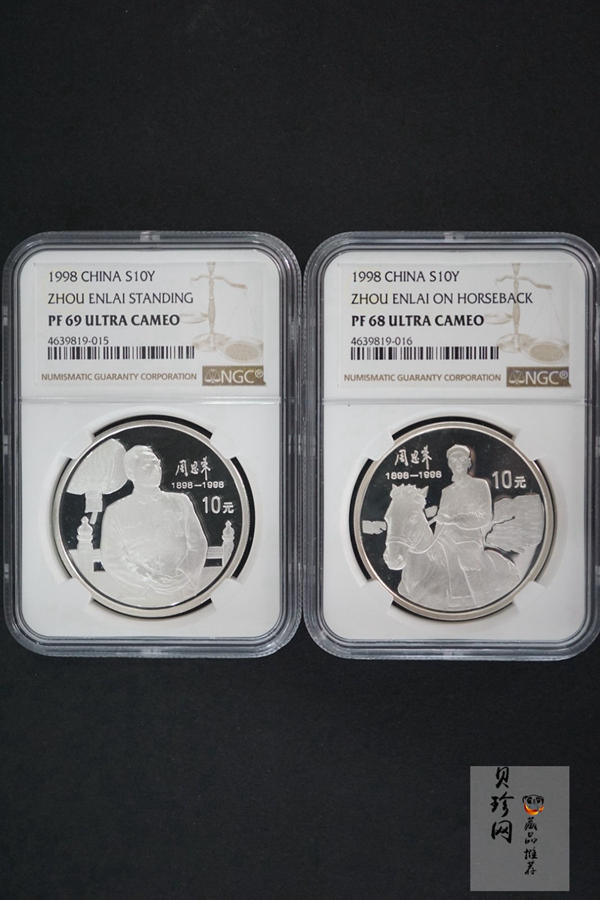 1998 CHINA S10Y
ZHOU ENLAI STANDING
PF 69 ULTRA CAMEO
4639819-015
NUMISMATIC GUARANTY CORPORATION NGC®
周恩来
1898-1998
10元
1998 CHINA S10Y
ZHOU ENLAI ON HORSEBACK
PF 68 ULTRA CAMEO
4639819-016
NUMISMATIC GUARANTY CORPORATION NGC®
周恩来
1898-1998
10元
贝珍网
藏品推荐